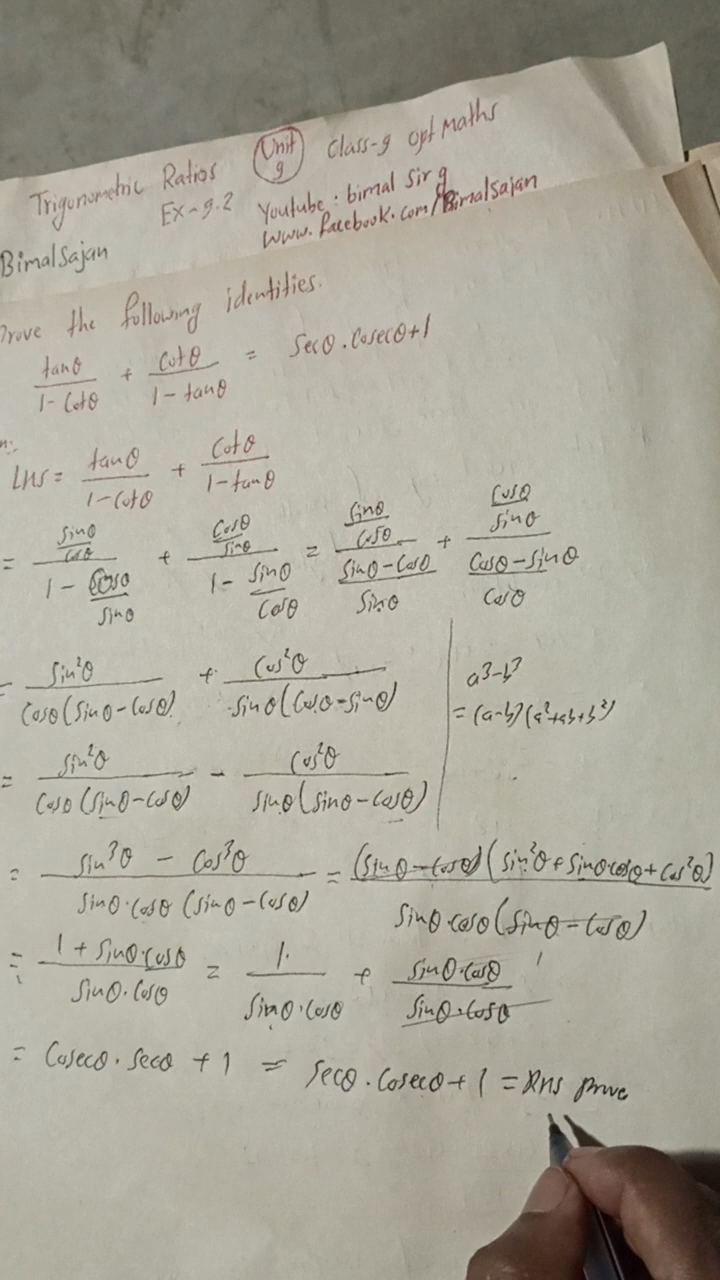 Trigonometric Ratios Unit 9 Class-9 opt Maths
Ex-9.2 Youtube: bimal Sir g
BimalSajan www.facebook.com/BimalSajan
Prove the following identities.
tanθ/(1-Cotθ) + Cotθ/(1-tanθ) = Secθ.Cosecθ+1
LHS = tanθ/(1-Cotθ) + Cotθ/(1-tanθ)
= (Sinθ/Cosθ)/(1-Cosθ/Sinθ) + (Cosθ/Sinθ)/(1-Sinθ/Cosθ) = (Sinθ/Cosθ)/((Sinθ-Cosθ)/Sinθ) + (Cosθ/Sinθ)/((Cosθ-Sinθ)/Cosθ)
= Sin²θ/(Cosθ(Sinθ-Cosθ)) + Cos²θ/(Sinθ(Cosθ-Sinθ))
a³-b³
= (a-b)(a²+ab+b²)
= Sin²θ/(Cosθ(Sinθ-Cosθ)) - Cos²θ/(Sinθ(Sinθ-Cosθ))
= (Sin³θ - Cos³θ)/(Sinθ.Cosθ(Sinθ-Cosθ)) = (Sinθ-Cosθ)(Sin²θ+Sinθ.Cosθ+Cos²θ)/(Sinθ.Cosθ(Sinθ-Cosθ))
= (1+Sinθ.Cosθ)/(Sinθ.Cosθ) = 1/(Sinθ.Cosθ) + (Sinθ.Cosθ)/(Sinθ.Cosθ)
= Cosecθ.Secθ + 1 = Secθ.Cosecθ+1 = RHS prove